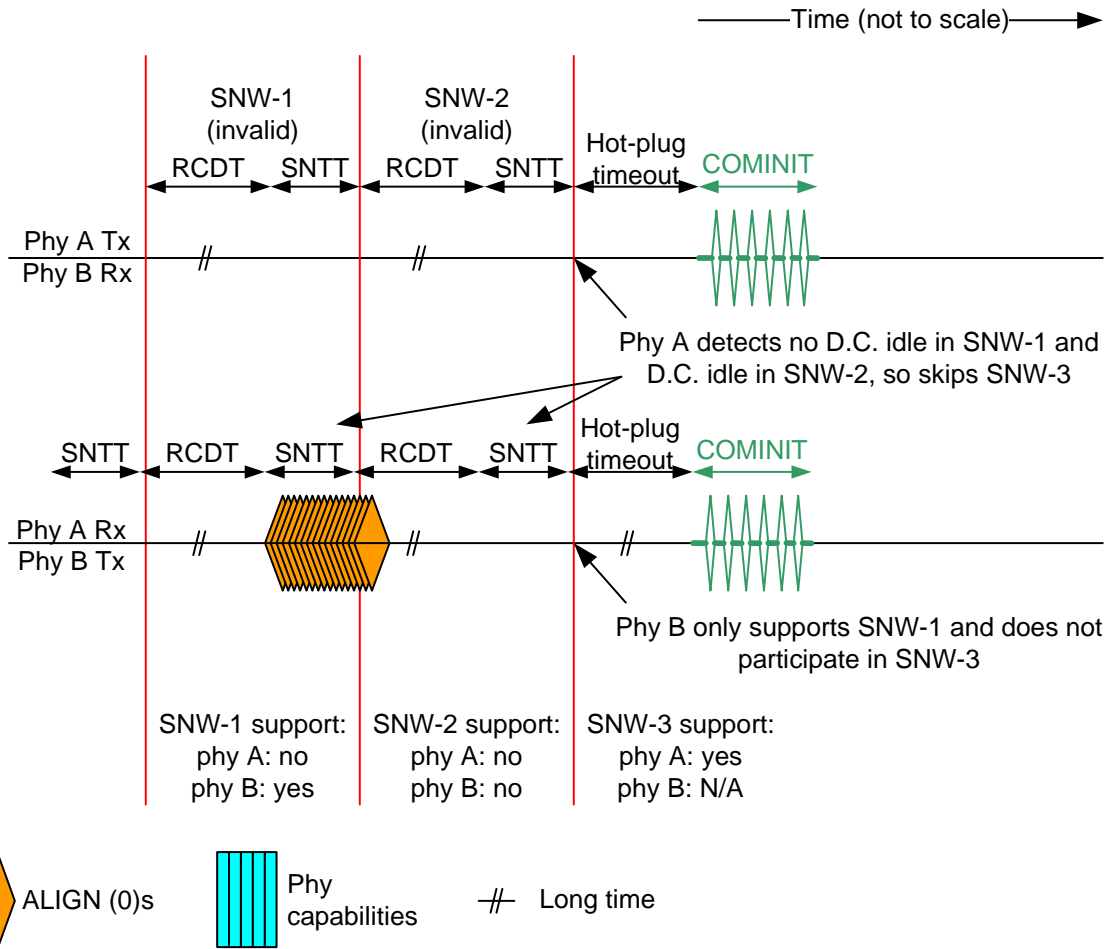 Time (not to scale)
SNW-1
(invalid)
SNW-2
(invalid)
Hot-plug
timeout
RCDT
SNTT
RCDT
SNTT
COMINIT
Phy A Tx
Phy B Rx
Phy A detects no D.C. idle in SNW-1 and
D.C. idle in SNW-2, so skips SNW-3
Hot-plug
timeout
SNTT
RCDT
SNTT
RCDT
SNTT
COMINIT
Phy A Rx
Phy B Tx
Phy B only supports SNW-1 and does not
participate in SNW-3
SNW-1 support:
phy A: no
phy B: yes
SNW-2 support:
phy A: no
phy B: no
SNW-3 support:
phy A: yes
phy B: N/A
ALIGN (0)s
Phy
capabilities
Long time